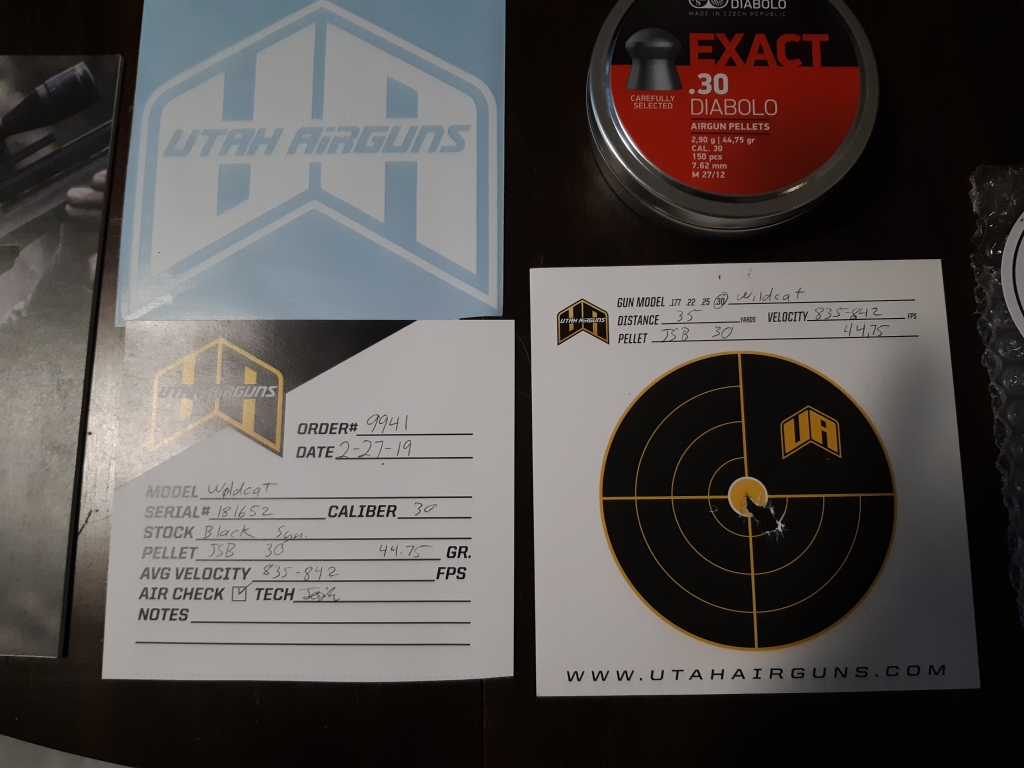 UTAH AIRGUNS
DIABOLO
MADE IN CZECH REPUBLIC
EXACT
.30
DIABOLO
CAREFULLY
SELECTED
AIRGUN PELLETS
2,90 g | 44,75 gr
CAL. 30
150 pcs
7.62 mm
M 27/12
UTAH AIRGUNS
ORDER# 9941
DATE 2-27-19
MODEL Wildcat
SERIAL# 181652 CALIBER 30
STOCK Black Syn.
PELLET JSB 30 44.75 GR.
AVG VELOCITY 835-842 FPS
AIR CHECK TECH
NOTES
UTAH AIRGUNS
GUN MODEL .177 .22 .25 .30 Wildcat
DISTANCE 35 YARDS VELOCITY 835-842 FPS
PELLET JSB 30 44.75
UA
WWW.UTAHAIRGUNS.COM